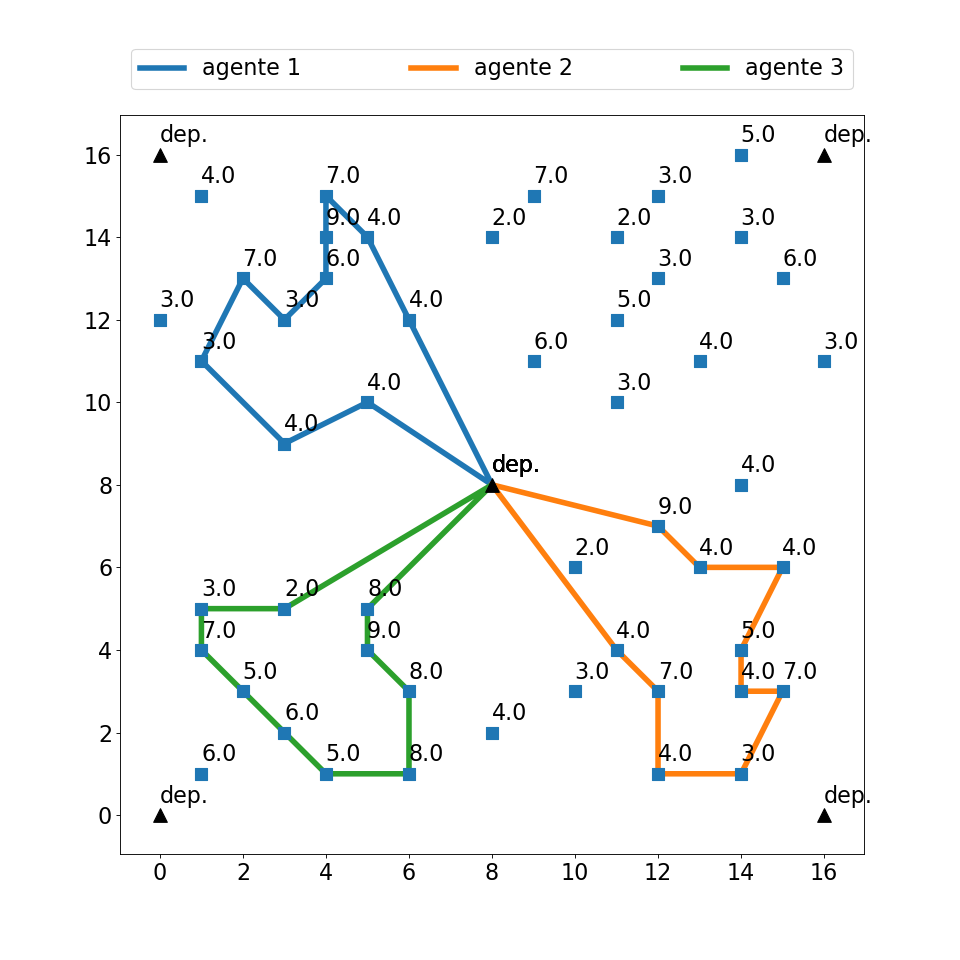 agente 1 agente 2 agente 3
dep. 5.0 dep.
16
4.0 7.0 7.0 3.0
9.0 4.0 2.0 2.0 3.0
14
7.0 6.0 3.0 6.0
3.0 3.0 4.0 5.0
12
3.0 6.0 4.0 3.0
4.0 3.0
10
4.0
dep. 4.0
8
9.0
2.0 4.0 4.0
6
3.0 2.0 8.0
7.0 9.0 4.0 5.0
4
5.0 8.0 3.0 7.0 4.0 7.0
6.0 4.0
2
6.0 5.0 8.0 4.0 3.0
dep. dep.
0
0 2 4 6 8 10 12 14 16